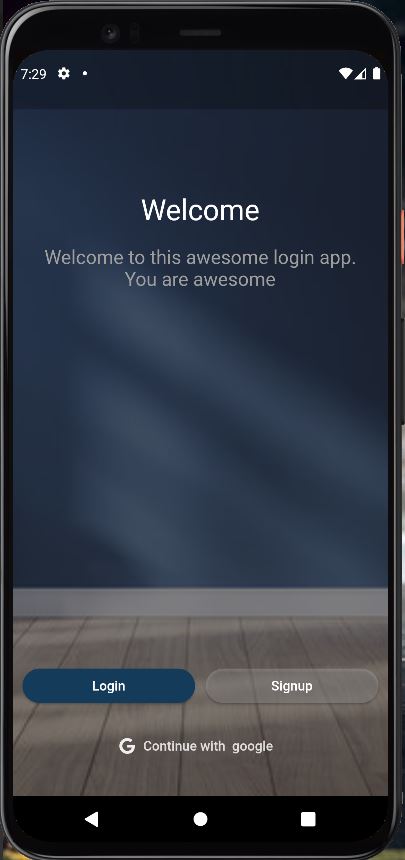 7:29
Welcome
Welcome to this awesome login app.
You are awesome
Login
Signup
G Continue with google